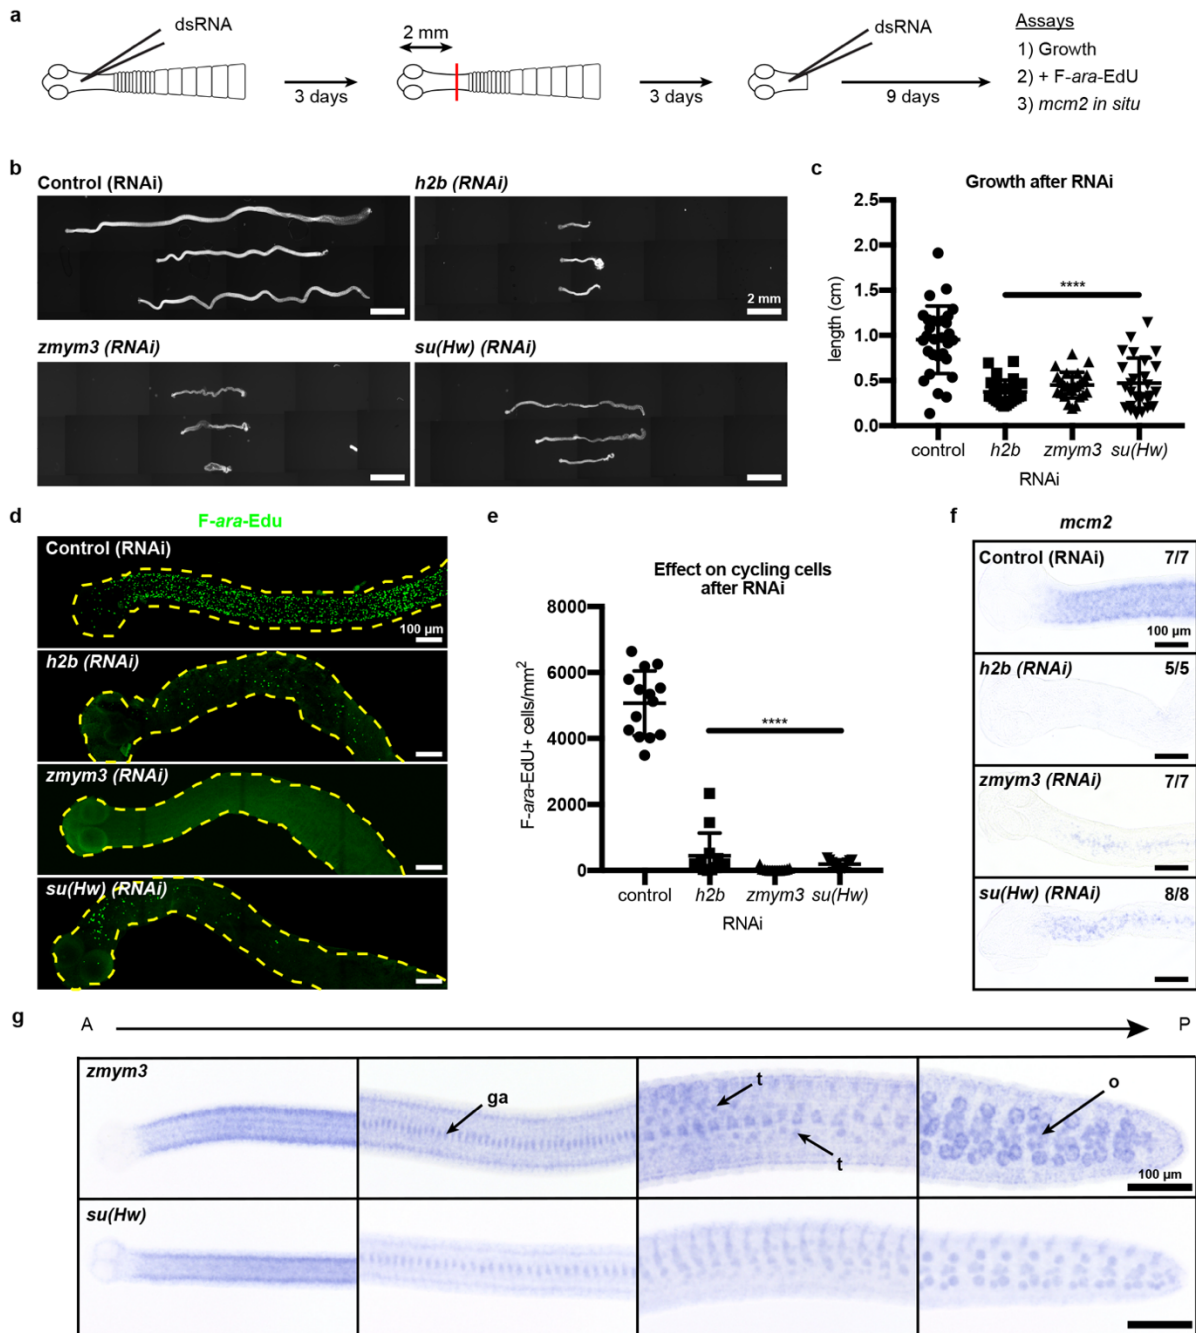 a
dsRNA
3 days
2 mm
3 days
dsRNA
9 days
Assays
1) Growth
2) + F-ara-EdU
3) mcm2 in situ
b
Control (RNAi)
h2b (RNAi)
2 mm
zmym3 (RNAi)
su(Hw) (RNAi)
c
Growth after RNAi
length (cm)
2.5
2.0
1.5
1.0
0.5
0.0
****
control h2b zmym3 su(Hw)
RNAi
d
F-ara-Edu
Control (RNAi)
100 µm
h2b (RNAi)
zmym3 (RNAi)
su(Hw) (RNAi)
e
Effect on cycling cells
after RNAi
F-ara-EdU+ cells/mm²
8000
6000
4000
2000
0
****
control h2b zmym3 su(Hw)
RNAi
f
mcm2
Control (RNAi) 7/7
100 µm
h2b (RNAi) 5/5
zmym3 (RNAi) 7/7
su(Hw) (RNAi) 8/8
g
A P
zmym3
ga
t
t
o
100 µm
su(Hw)